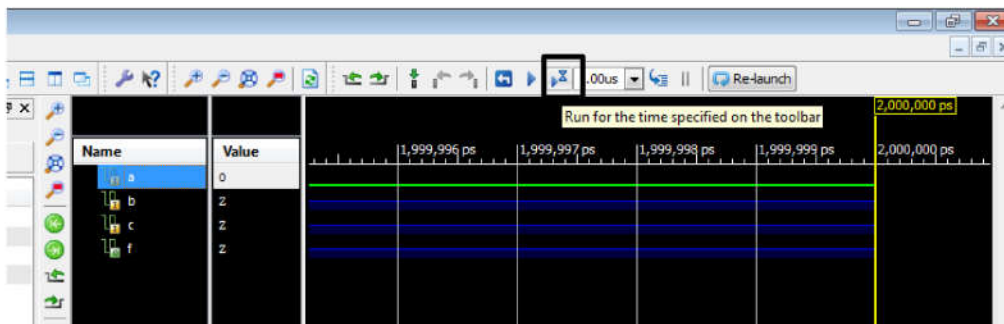 .00us
Re-launch
Run for the time specified on the toolbar
2,000,000 ps
Name
Value
1,999,996 ps
1,999,997 ps
1,999,998 ps
1,999,999 ps
2,000,000 ps
a
0
b
Z
c
Z
f
Z